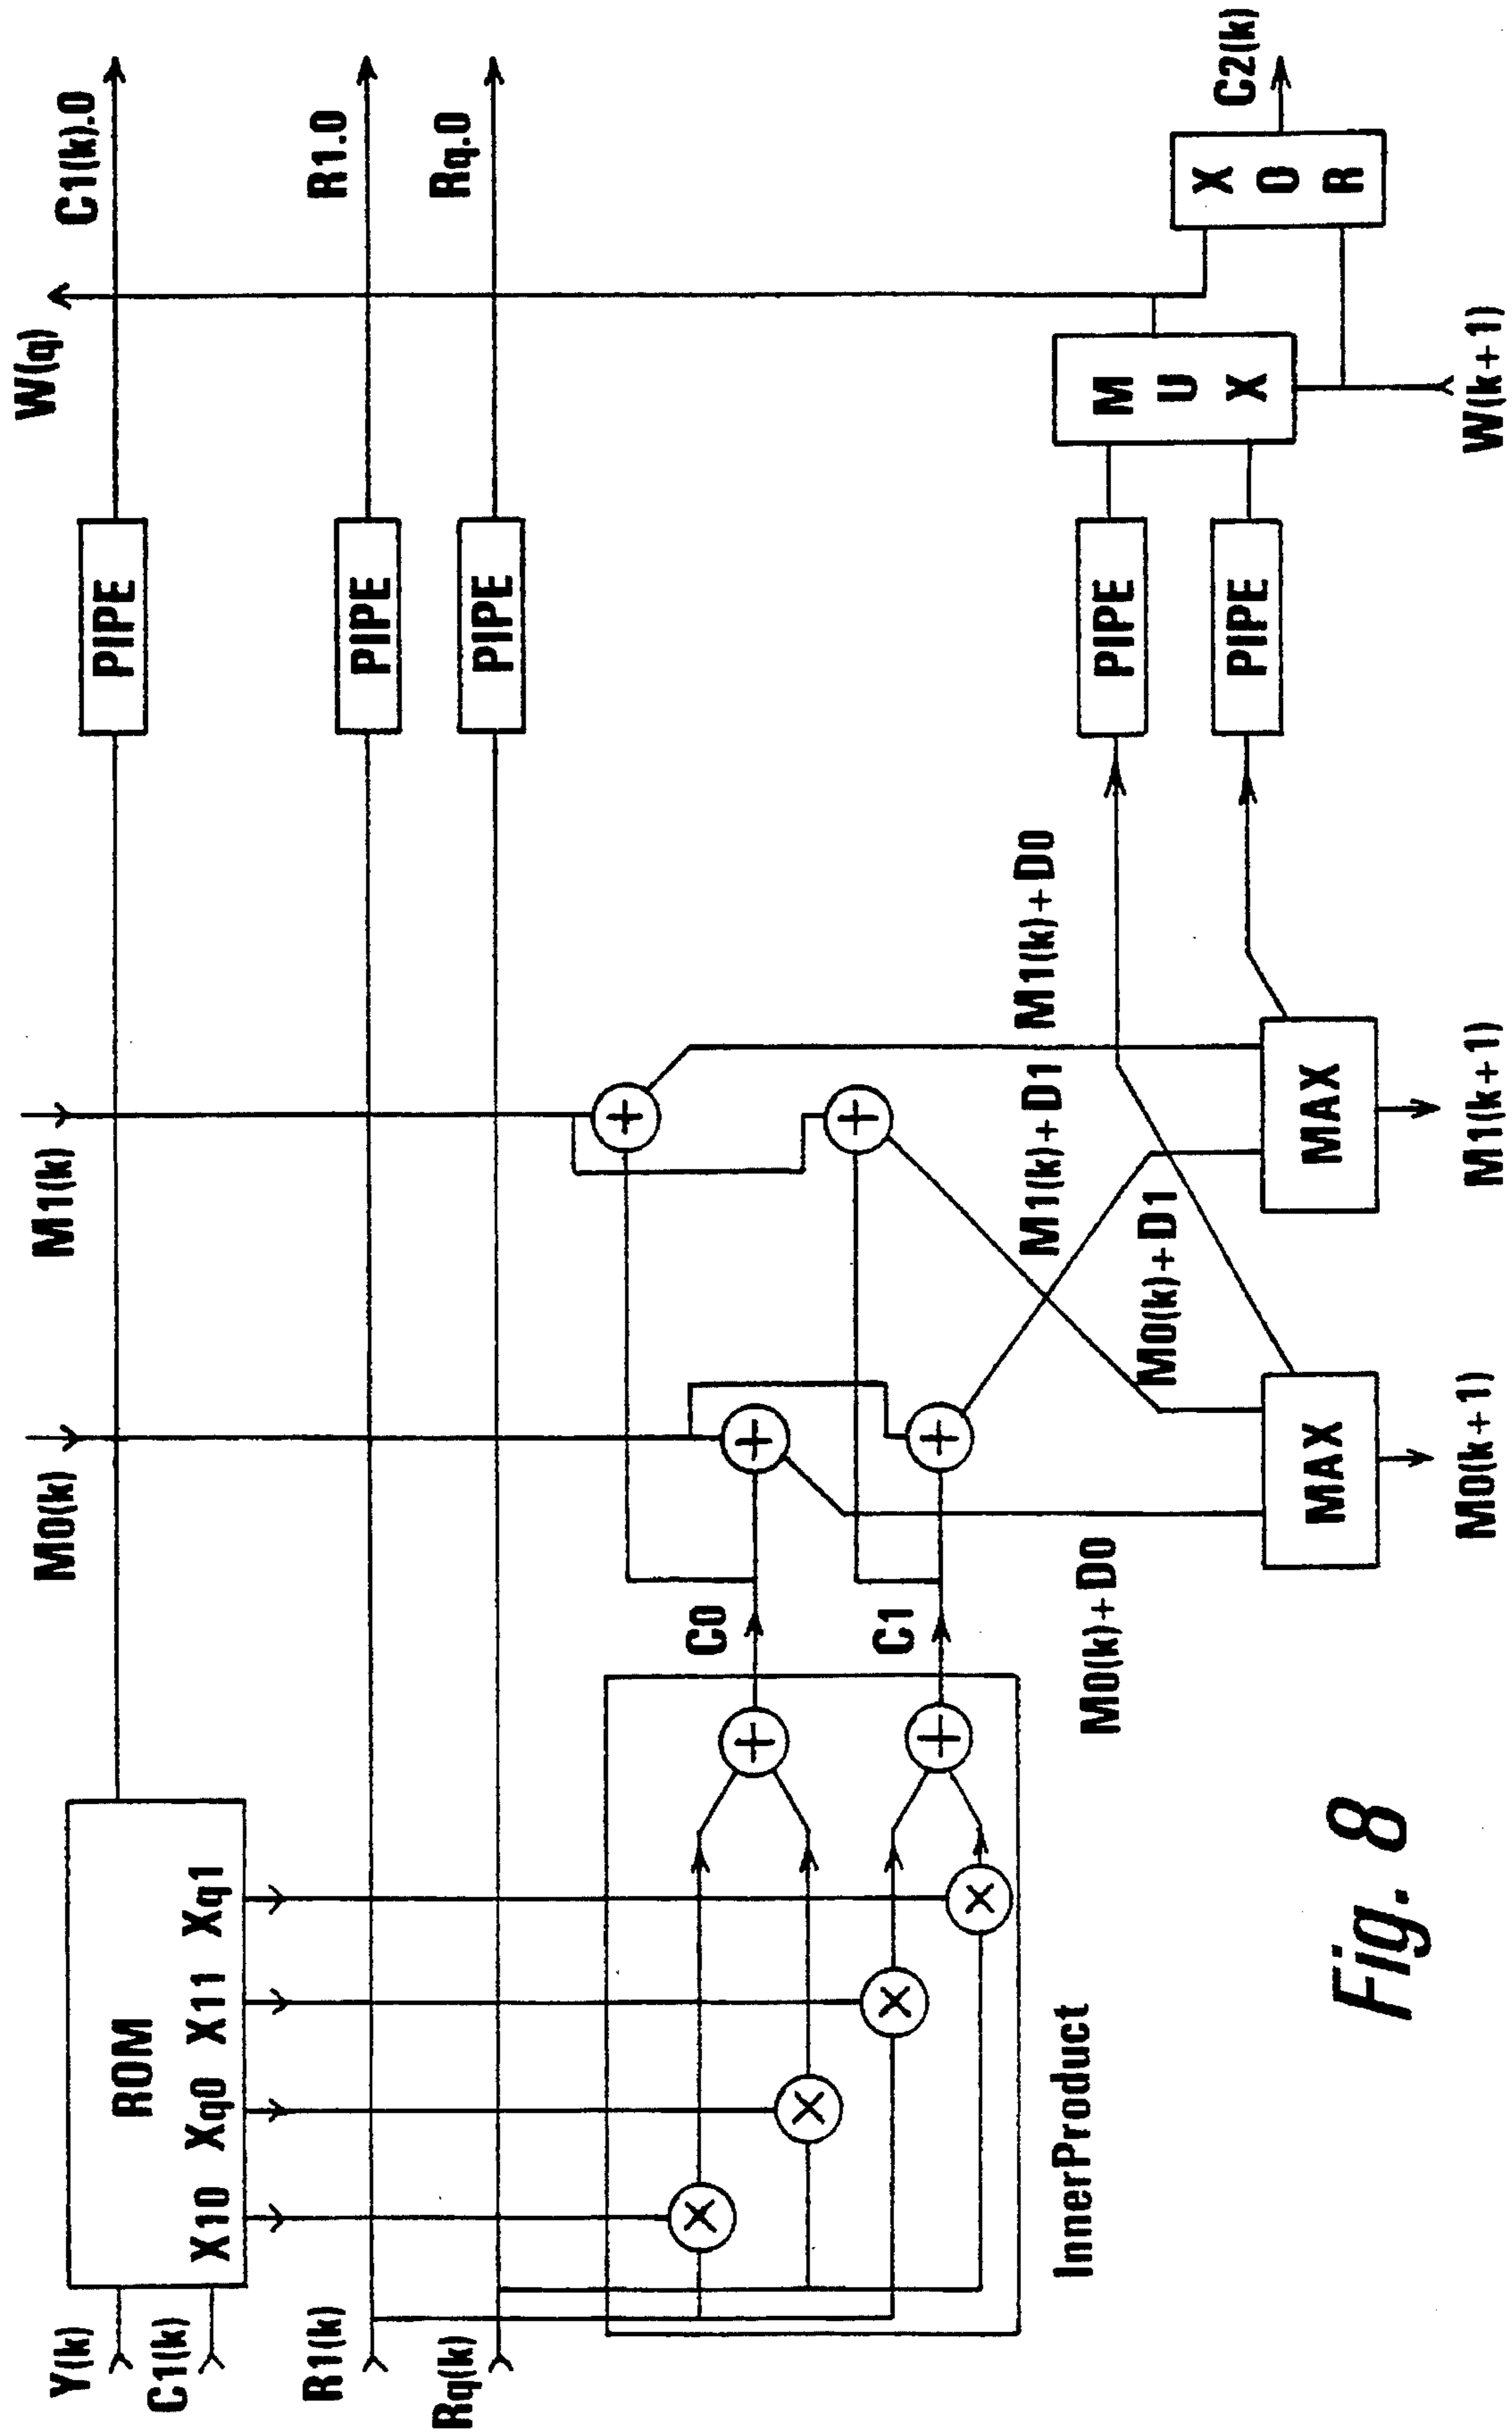 Y(k)
C1(k)
ROM
X10 Xq0 X11 Xq1
R1(k)
Rq(k)
InnerProduct
C0
C1
M0(k)
M1(k)
M0(k)+D0
M0(k)+D1
M1(k)+D1
M1(k)+D0
MAX
MAX
M0(k+1)
M1(k+1)
PIPE
PIPE
PIPE
PIPE
PIPE
MUX
W(q)
W(k+1)
XOR
C1(k).0
R1.0
Rq.0
C2(k)
Fig. 8